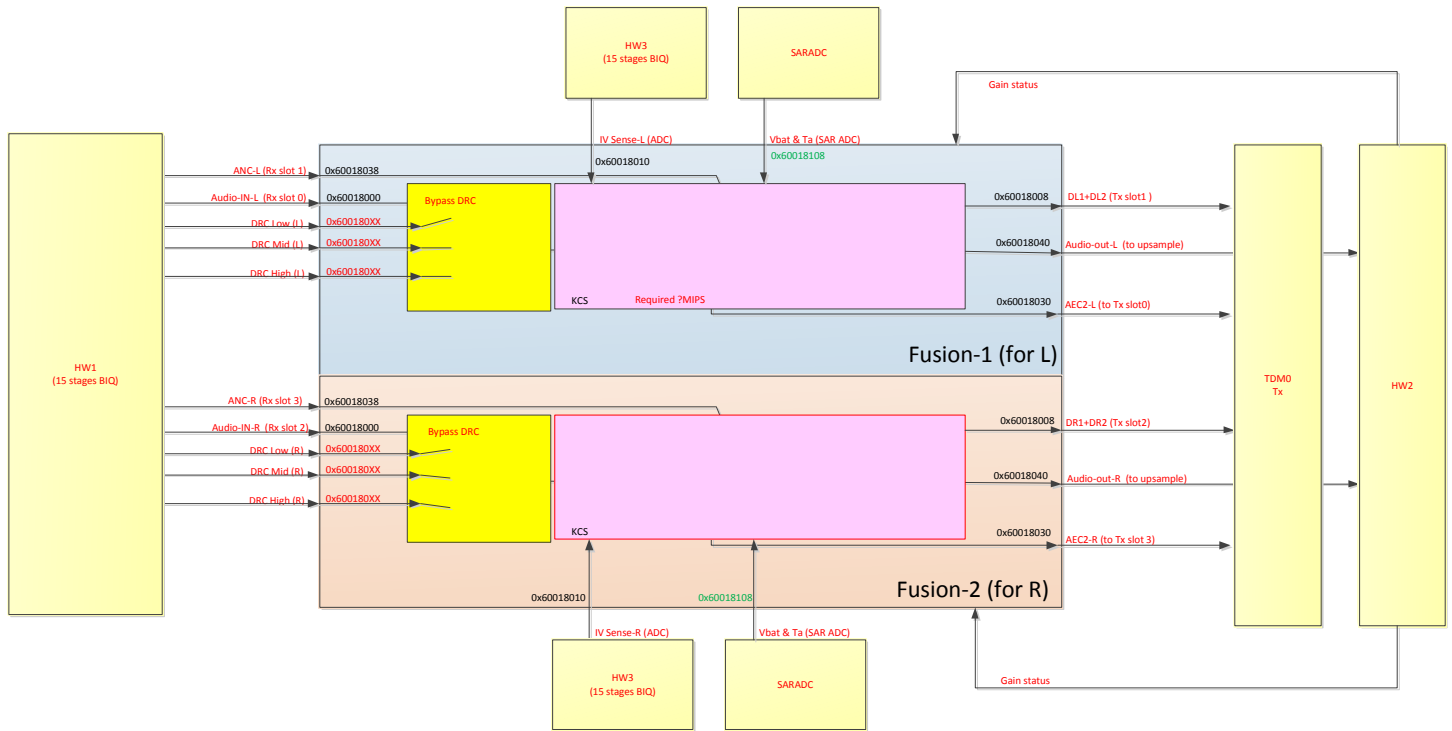 HW3
(15 stages BIQ)
SARADC
Gain status
IV Sense-L (ADC)
Vbat & Ta (SAR ADC)
0x60018010
0x60018108
ANC-L (Rx slot 1)
0x60018038
Audio-IN-L (Rx slot 0)
0x60018000
Bypass DRC
DRC Low (L)
0x600180XX
DRC Mid (L)
0x600180XX
DRC High (L)
0x600180XX
KCS
Required ?MIPS
0x60018008
DL1+DL2 (Tx slot1 )
0x60018040
Audio-out-L (to upsample)
0x60018030
AEC2-L (to Tx slot0)
Fusion-1 (for L)
HW1
(15 stages BIQ)
TDM0
Tx
HW2
ANC-R (Rx slot 3)
0x60018038
Audio-IN-R (Rx slot 2)
0x60018000
Bypass DRC
DRC Low (R)
0x600180XX
DRC Mid (R)
0x600180XX
DRC High (R)
0x600180XX
KCS
0x60018008
DR1+DR2 (Tx slot2)
0x60018040
Audio-out-R (to upsample)
0x60018030
AEC2-R (to Tx slot 3)
Fusion-2 (for R)
0x60018010
0x60018108
IV Sense-R (ADC)
Vbat & Ta (SAR ADC)
HW3
(15 stages BIQ)
SARADC
Gain status